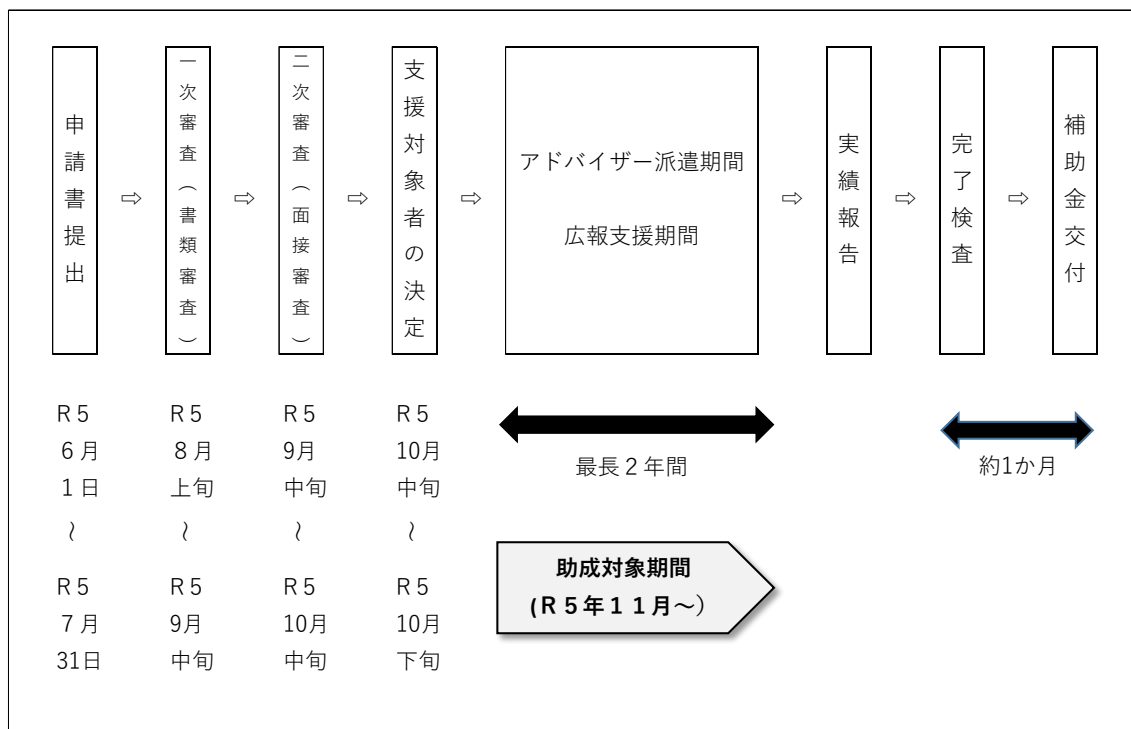 申請書提出
⇨
一次審査（書類審査）
⇨
二次審査（面接審査）
⇨
支援対象者の決定
⇨
アドバイザー派遣期間
広報支援期間
⇨
実績報告
⇨
完了検査
⇨
補助金交付
Ｒ５
６月
１日
～
Ｒ５
７月
31日
Ｒ５
８月
上旬
～
Ｒ５
9月
中旬
Ｒ５
9月
中旬
～
Ｒ５
10月
中旬
Ｒ５
10月
中旬
～
Ｒ５
10月
下旬
最長２年間
約1か月
助成対象期間
(Ｒ５年１１月～）